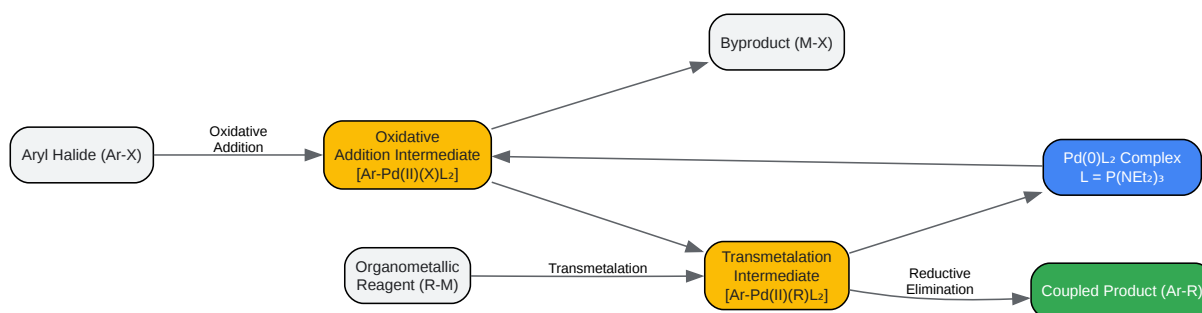 Byproduct (M-X)
Aryl Halide (Ar-X)
Oxidative
Addition
Oxidative
Addition Intermediate
[Ar-Pd(II)(X)L₂]
Pd(0)L₂ Complex
L = P(NEt₂)₃
Organometallic
Reagent (R-M)
Transmetalation
Transmetalation
Intermediate
[Ar-Pd(II)(R)L₂]
Reductive
Elimination
Coupled Product (Ar-R)